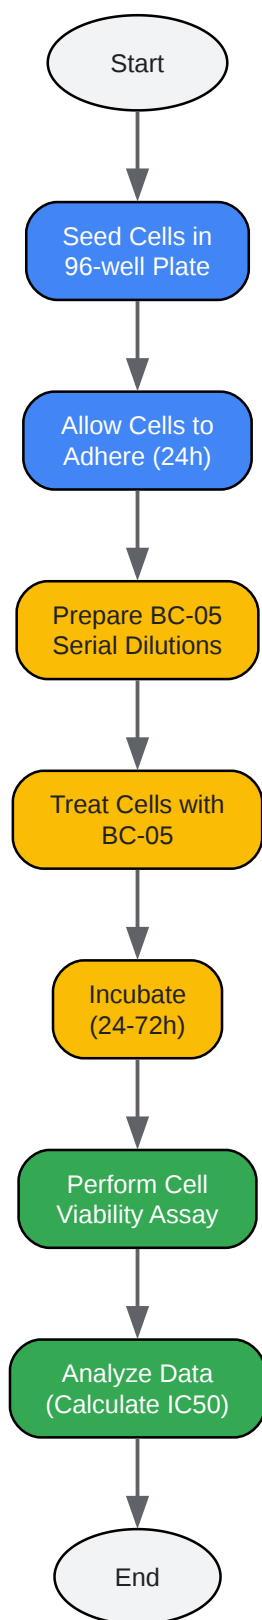 Start
Seed Cells in
96-well Plate
Allow Cells to
Adhere (24h)
Prepare BC-05
Serial Dilutions
Treat Cells with
BC-05
Incubate
(24-72h)
Perform Cell
Viability Assay
Analyze Data
(Calculate IC50)
End